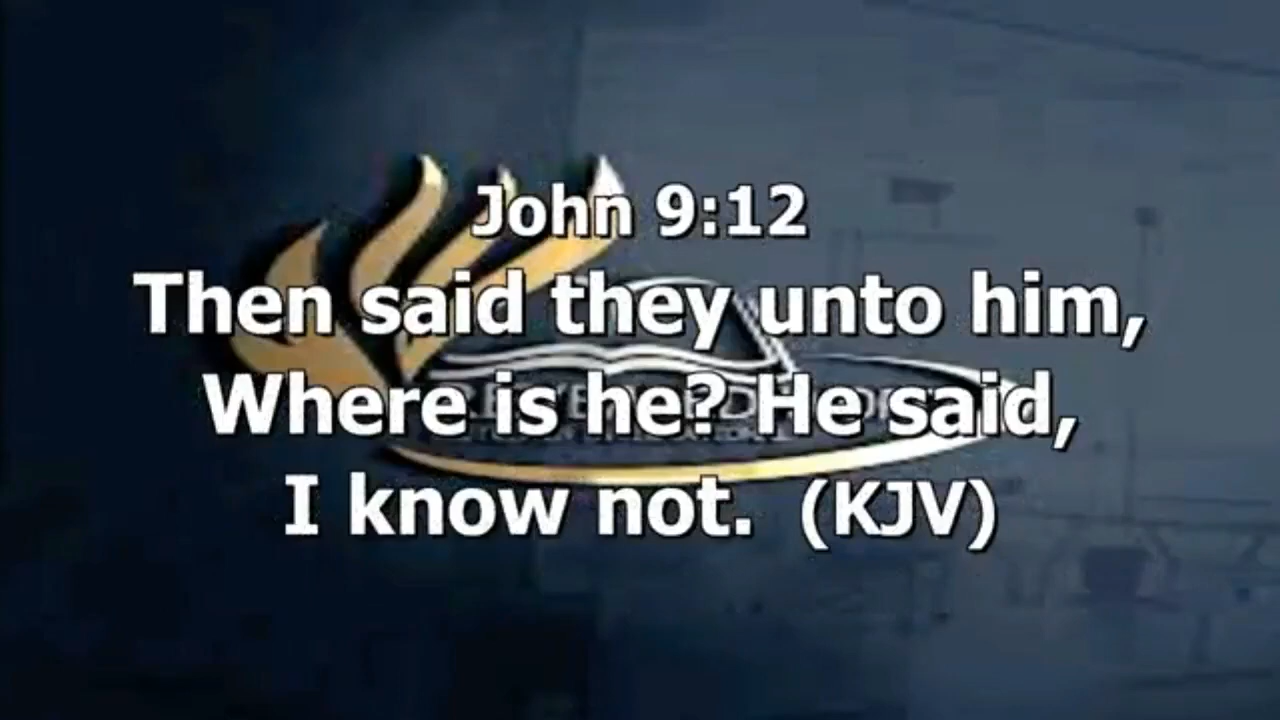 John 9:12
Then said they unto him,
Where is he? He said,
I know not.  (KJV)